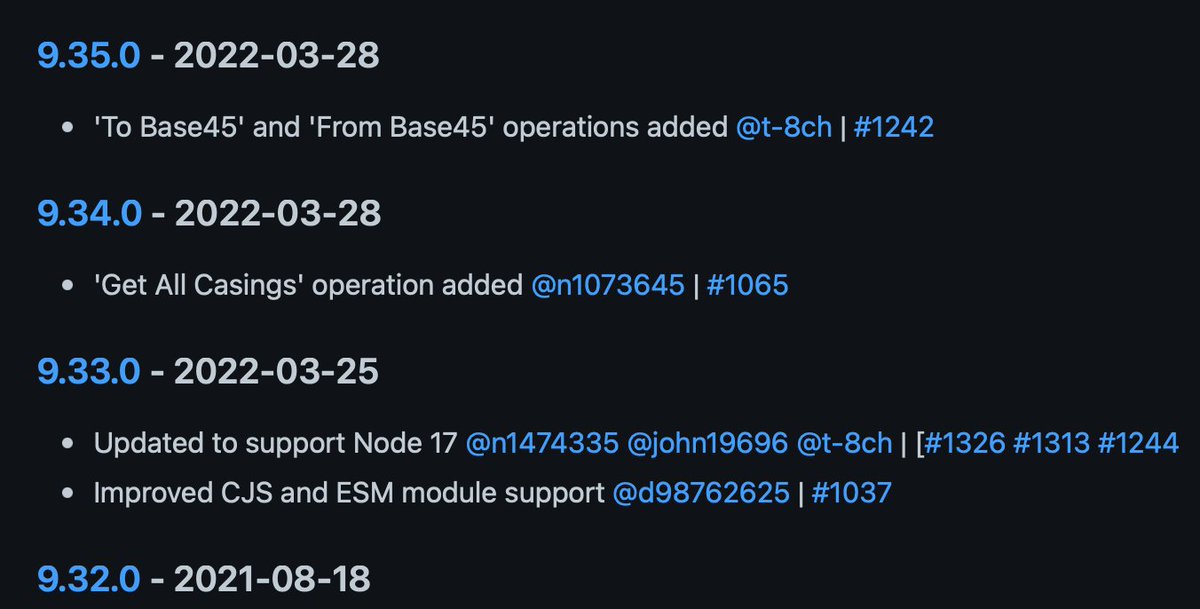 9.35.0 - 2022-03-28
• 'To Base45' and 'From Base45' operations added @t-8ch | #1242
9.34.0 - 2022-03-28
• 'Get All Casings' operation added @n1073645 | #1065
9.33.0 - 2022-03-25
• Updated to support Node 17 @n1474335 @john19696 @t-8ch | [#1326 #1313 #1244
• Improved CJS and ESM module support @d98762625 | #1037
9.32.0 - 2021-08-18